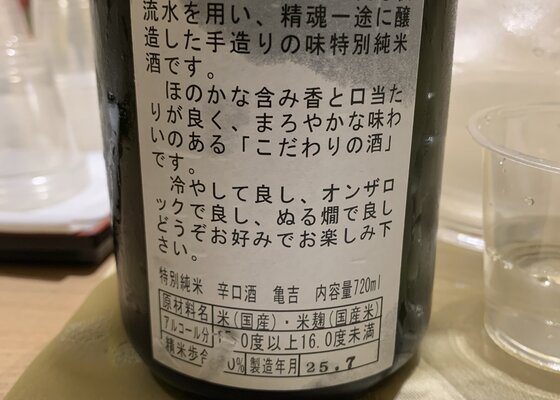 流水を用い、精魂一途に醸
造した手造りの味特別純米
酒です。
ほのかな含み香と口当た
りが良く、まろやかな味わ
いのある「こだわりの酒」
です。
冷やして良し、オンザロ
ックで良し、ぬる燗で良し
どうぞお好みでお楽しみ下
さい。
特別純米 辛口酒 亀吉 内容量720ml
原材料名 米(国産)・米麹(国産米)
アルコール分 .0度以上16.0度未満
精米歩合 0% 製造年月 25.7